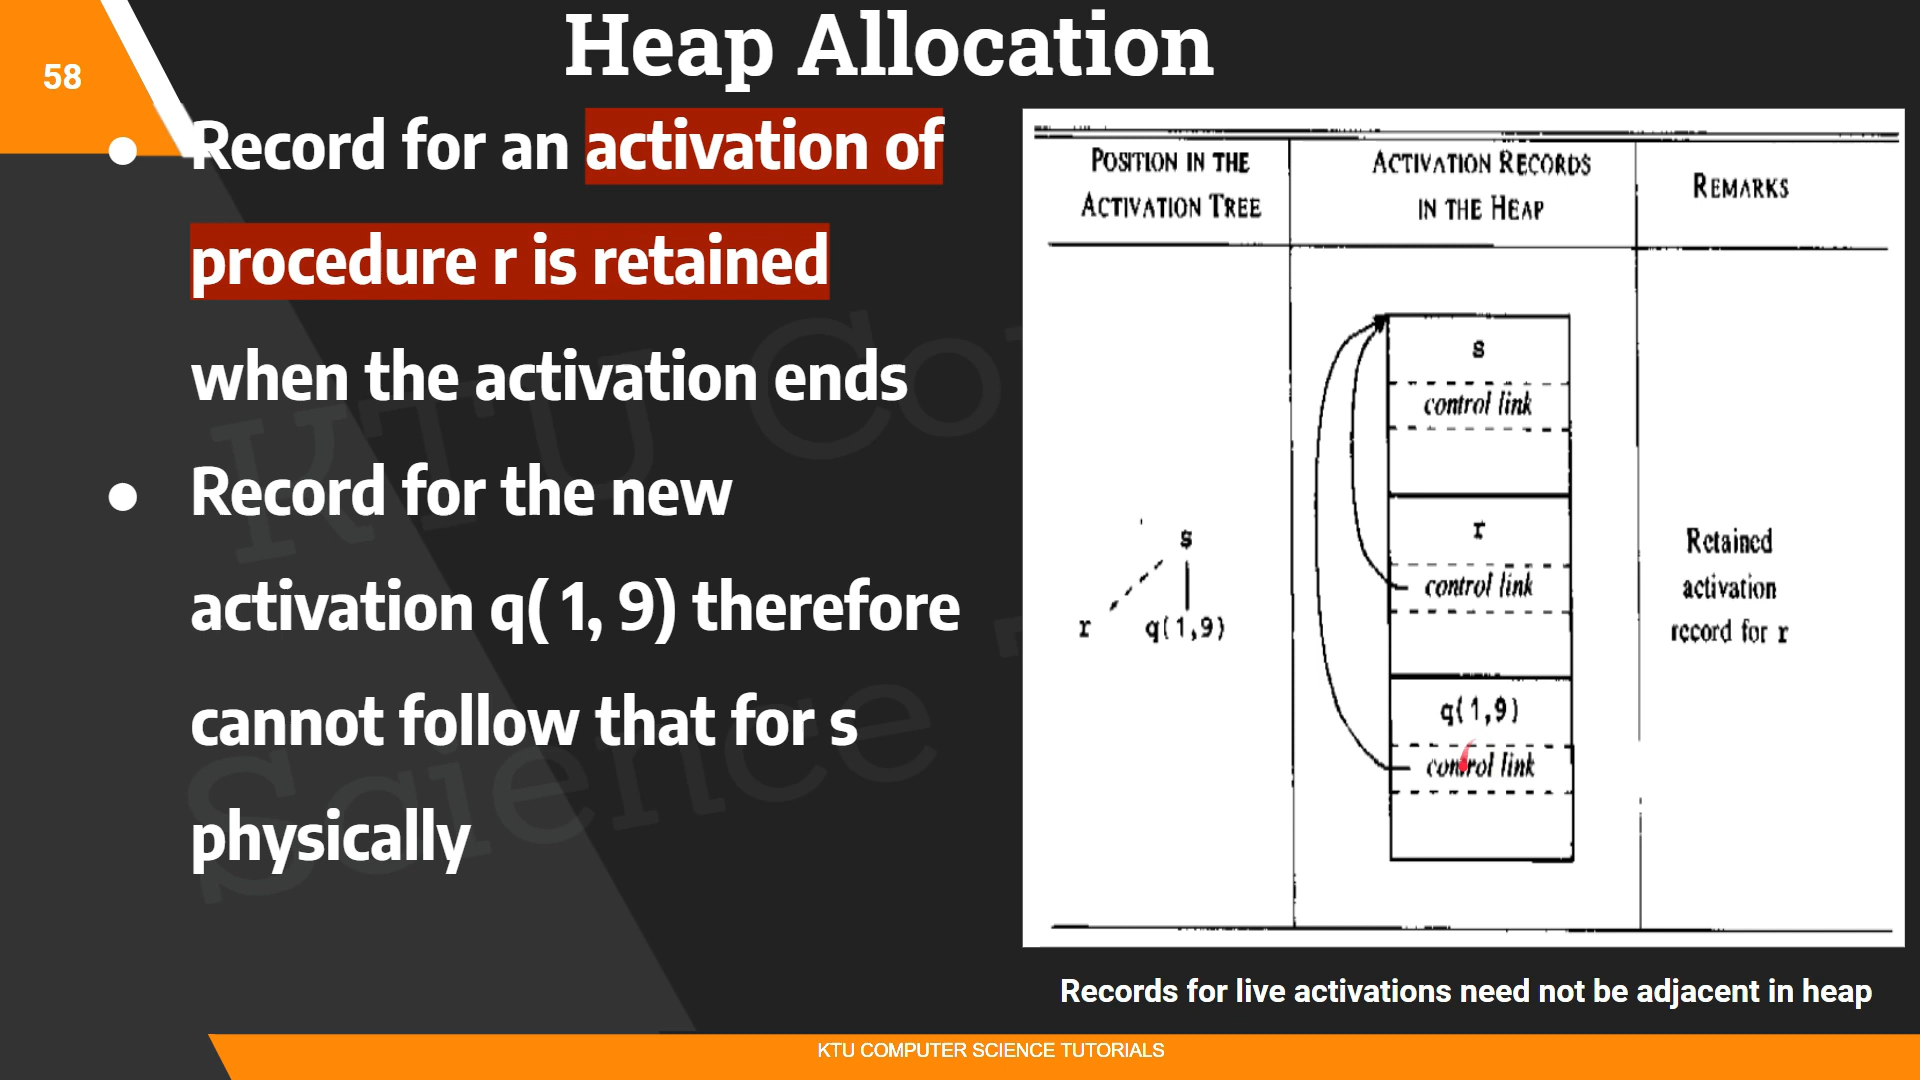 58
Heap Allocation
● Record for an activation of
procedure r is retained
when the activation ends
● Record for the new
activation q( 1, 9) therefore
cannot follow that for s
physically
POSITION IN THE
ACTIVATION TREE
ACTIVATION RECORDS
IN THE HEAP
REMARKS
s
r q(1,9)
s
control link
r
control link
q(1,9)
control link
Retained
activation
record for r
Records for live activations need not be adjacent in heap
KTU COMPUTER SCIENCE TUTORIALS
KTU Co
Science